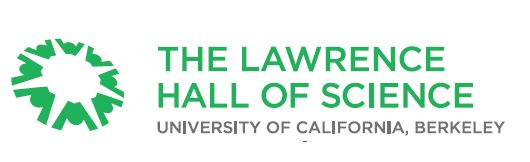 THE LAWRENCE
HALL OF SCIENCE
UNIVERSITY OF CALIFORNIA, BERKELEY